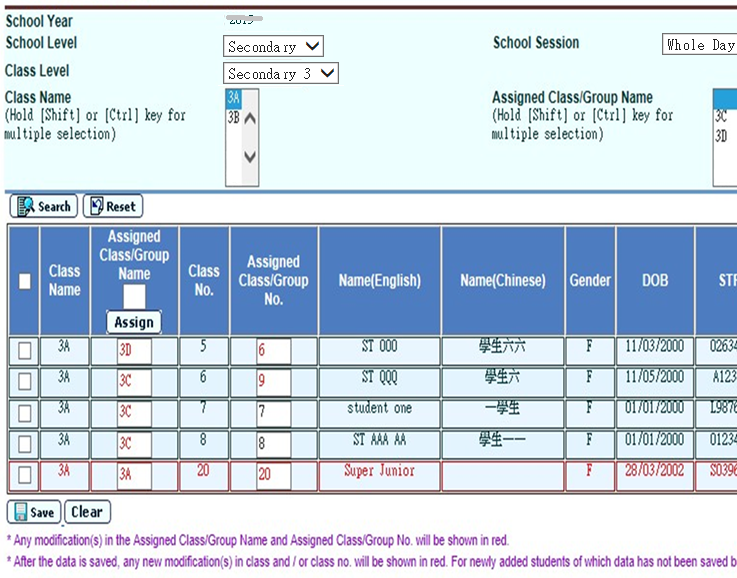 School Year
School Level Secondary School Session Whole Day
Class Level Secondary 3
Class Name 3A Assigned Class/Group Name
(Hold [Shift] or [Ctrl] key for 3B (Hold [Shift] or [Ctrl] key for 3C
multiple selection) multiple selection) 3D
Search Reset
Class Name Assigned Class/Group Name Assign Class No. Assigned Class/Group No. Name(English) Name(Chinese) Gender DOB STR
3A 3D 5 6 ST OOO 學生六六 F 11/03/2000 02634
3A 3C 6 9 ST QQQ 學生六 F 11/05/2000 A123
3A 3C 7 7 student one 一學生 F 01/01/2000 L9876
3A 3C 8 8 ST AAA AA 學生一一 F 01/01/2000 01234
3A 3A 20 20 Super Junior F 28/03/2002 S0396
Save Clear
* Any modification(s) in the Assigned Class/Group Name and Assigned Class/Group No. will be shown in red.
* After the data is saved, any new modification(s) in class and / or class no. will be shown in red. For newly added students of which data has not been saved b